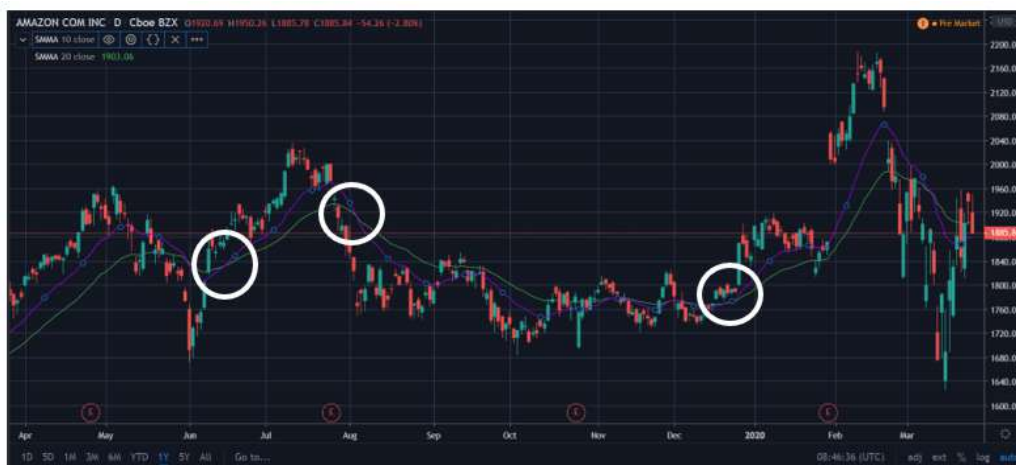 AMAZON COM INC D Cboe BZX O1920.69 H1950.26 L1885.78 C1885.84 -54.26 (-2.80%)
SMMA 10 close
SMMA 20 close 1903.06
Pre Market
USD
2200.0
2160.0
2120.0
2080.0
2040.0
2000.0
1960.0
1920.0
1885.8
1840.0
1800.0
1760.0
1720.0
1680.0
1640.0
1600.0
E E E E
Apr May Jun Jul Aug Sep Oct Nov Dec 2020 Feb Mar
1D 5D 1M 3M 6M YTD 1Y 5Y All Go to... 08:46:36 (UTC) adj ext % log auto